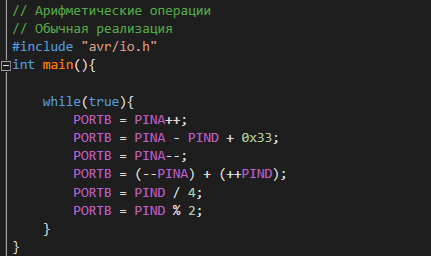 // Арифметические операции
// Обычная реализация
#include "avr/io.h"
int main(){
while(true){
PORTB = PINA++;
PORTB = PINA - PIND + 0x33;
PORTB = PINA--;
PORTB = (--PINA) + (++PIND);
PORTB = PIND / 4;
PORTB = PIND % 2;
}
}